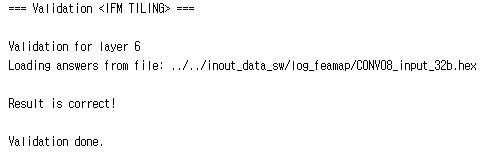 === Validation <IFM TILING> ===
Validation for layer 6
Loading answers from file: ../../inout_data_sw/log_feamap/CONV08_input_32b.hex
Result is correct!
Validation done.